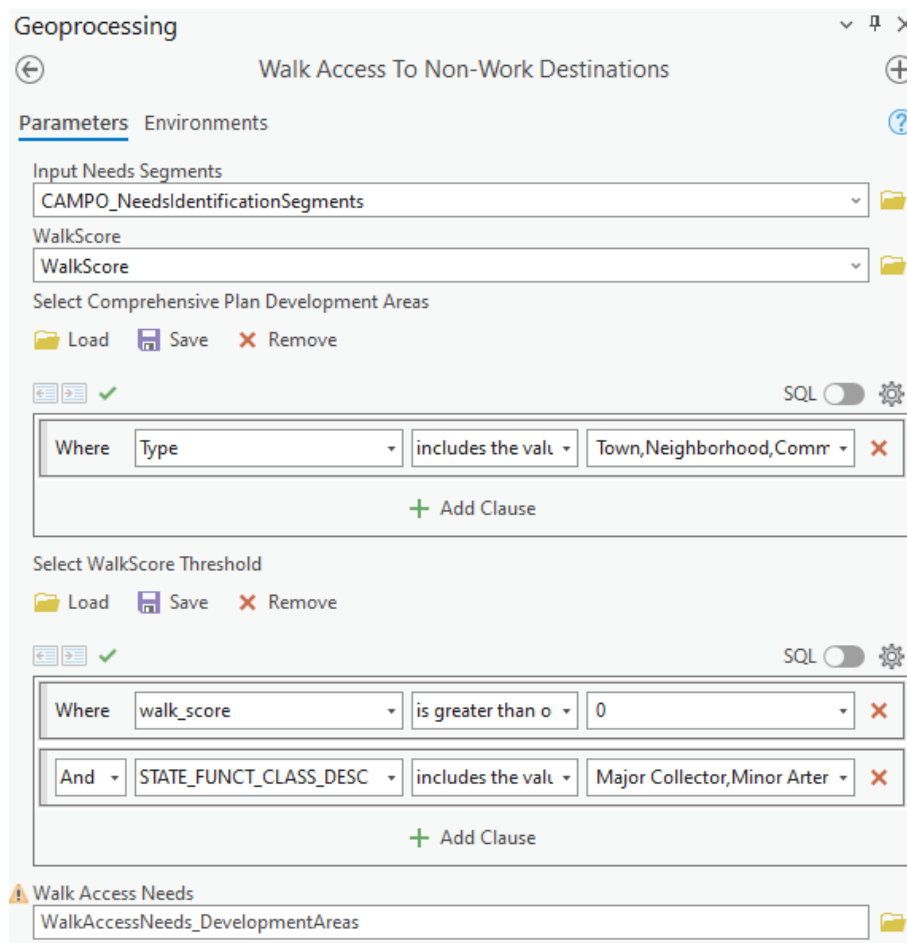 Geoprocessing
Walk Access To Non-Work Destinations
Parameters Environments
Input Needs Segments
CAMPO_NeedsIdentificationSegments
WalkScore
WalkScore
Select Comprehensive Plan Development Areas
Load Save Remove
SQL
Where Type includes the valu Town,Neighborhood,Comm
Add Clause
Select WalkScore Threshold
Load Save Remove
SQL
Where walk_score is greater than o 0
And STATE_FUNCT_CLASS_DESC includes the valu Major Collector,Minor Arter
Add Clause
Walk Access Needs
WalkAccessNeeds_DevelopmentAreas